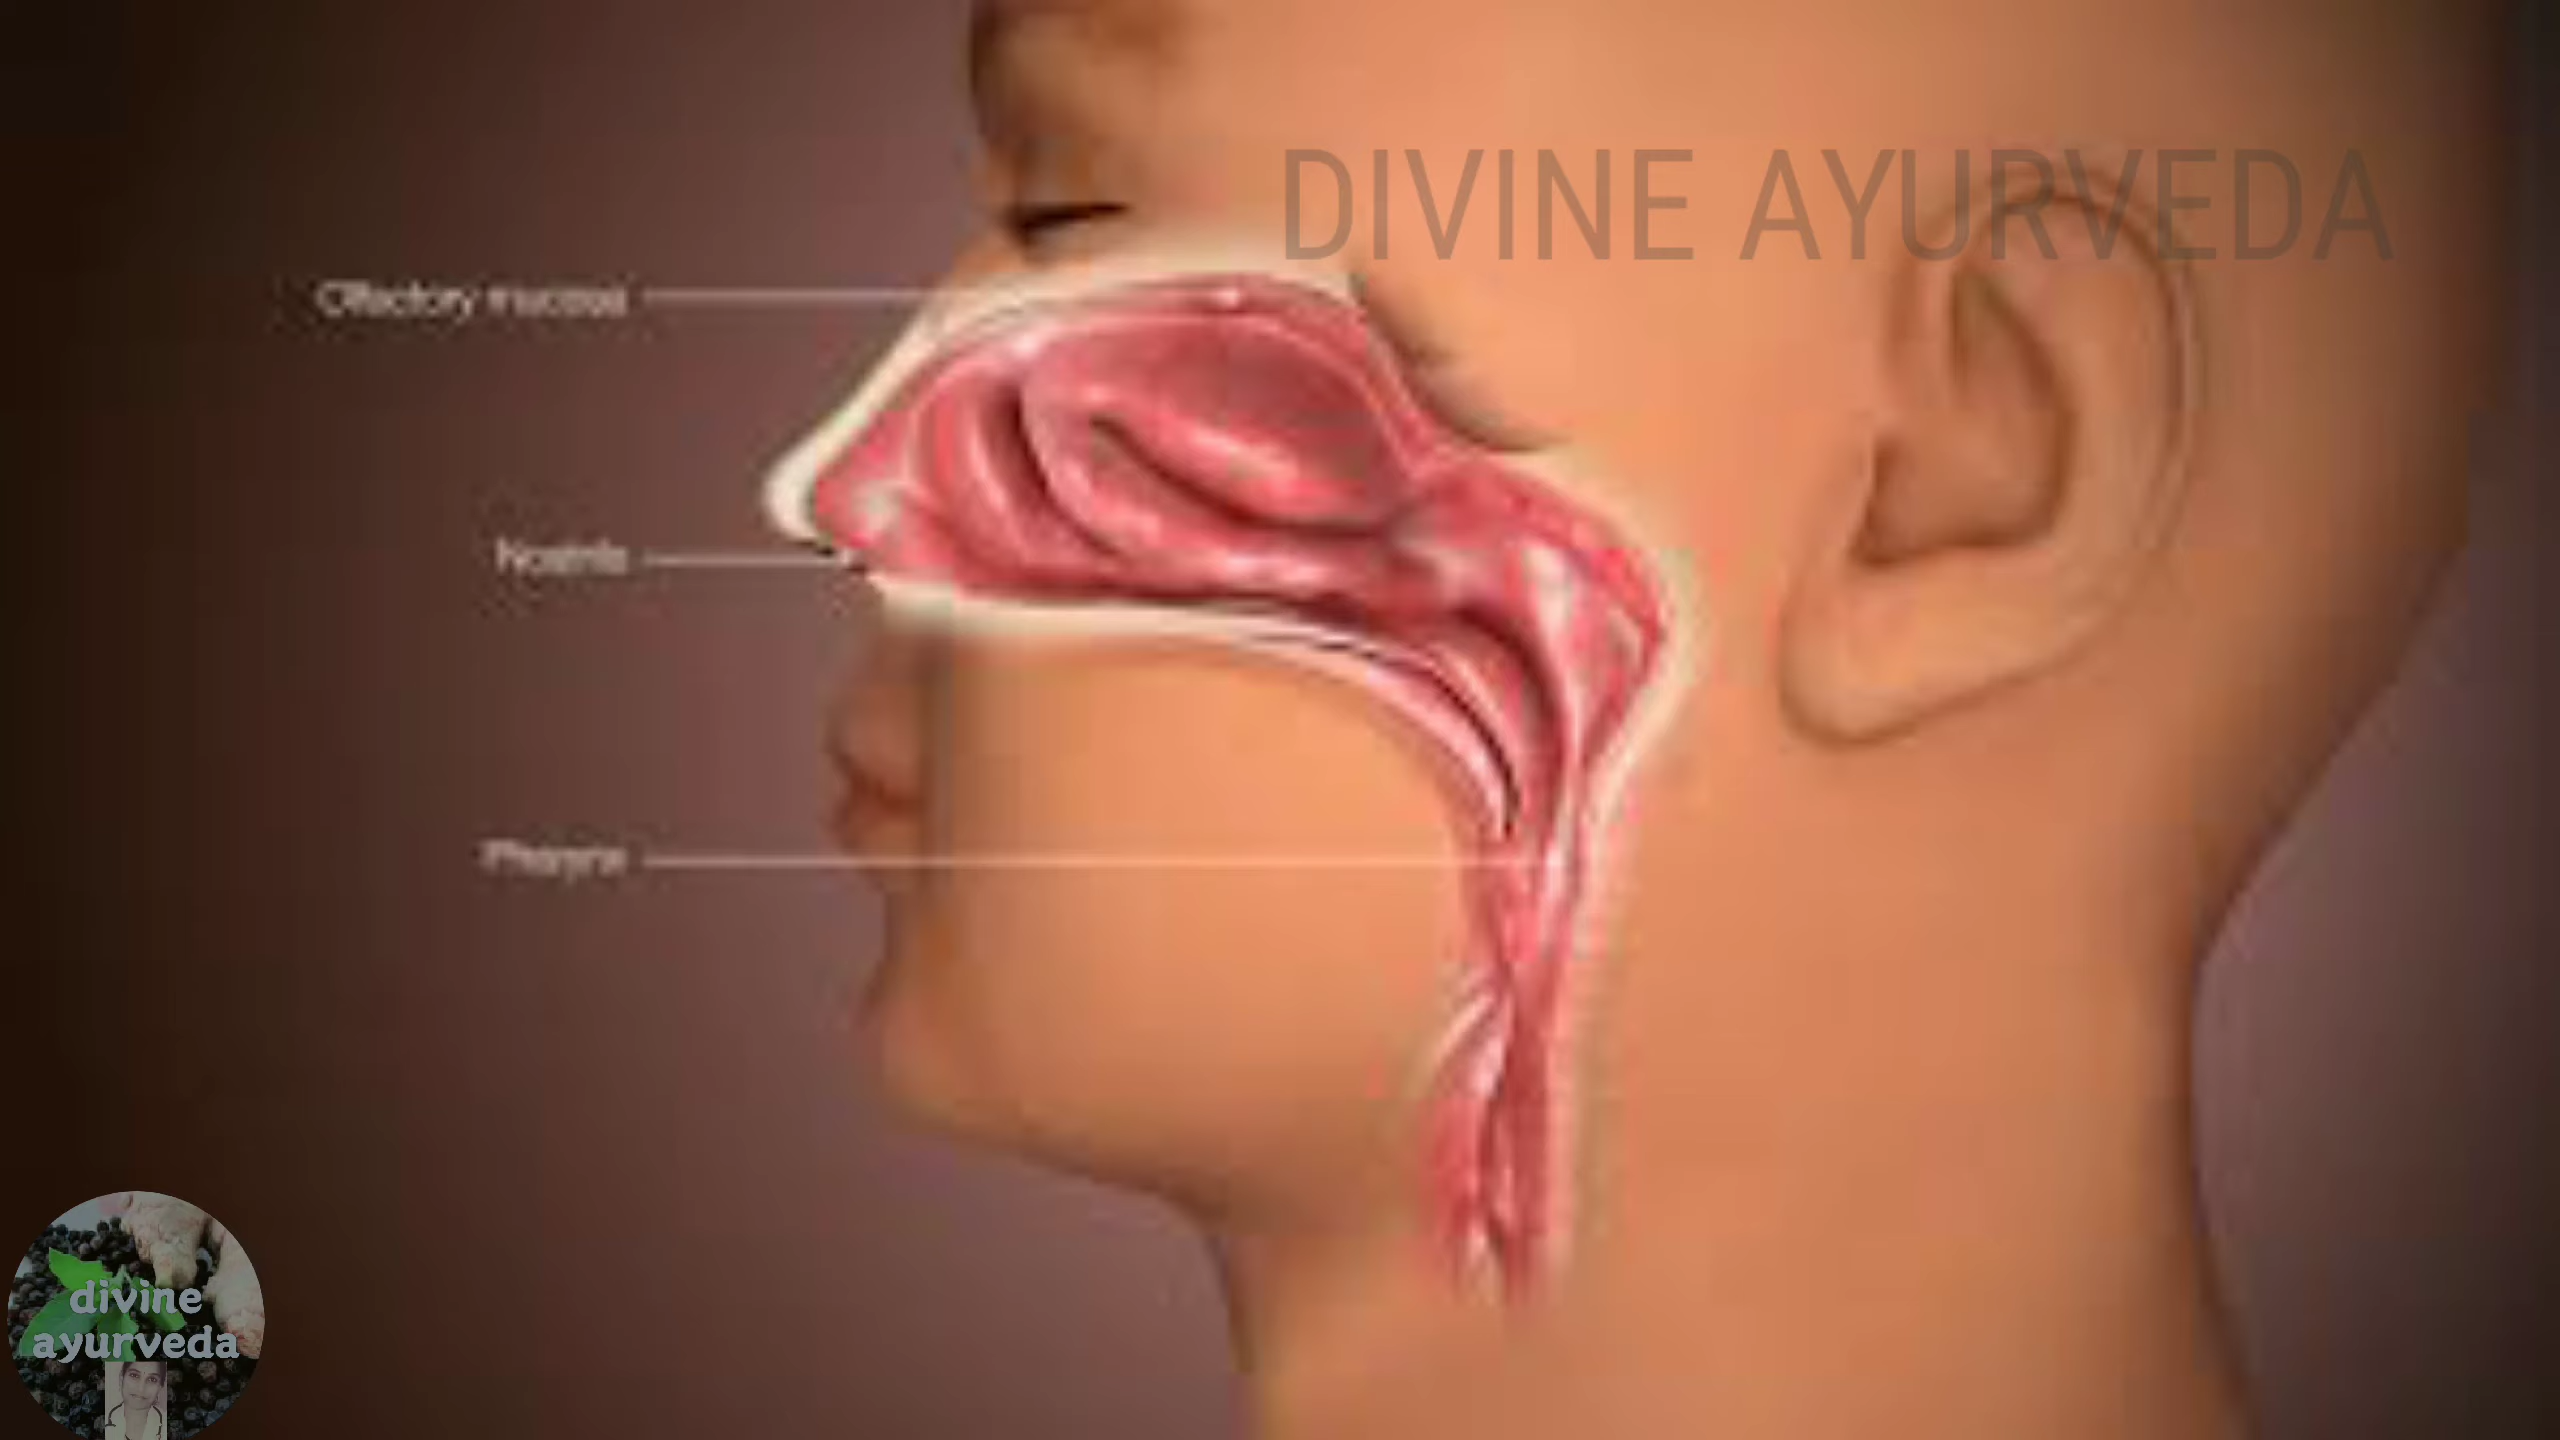 DIVINE AYURVEDA
Olfactory mucosa
Nostrils
Pharynx
divine
ayurveda